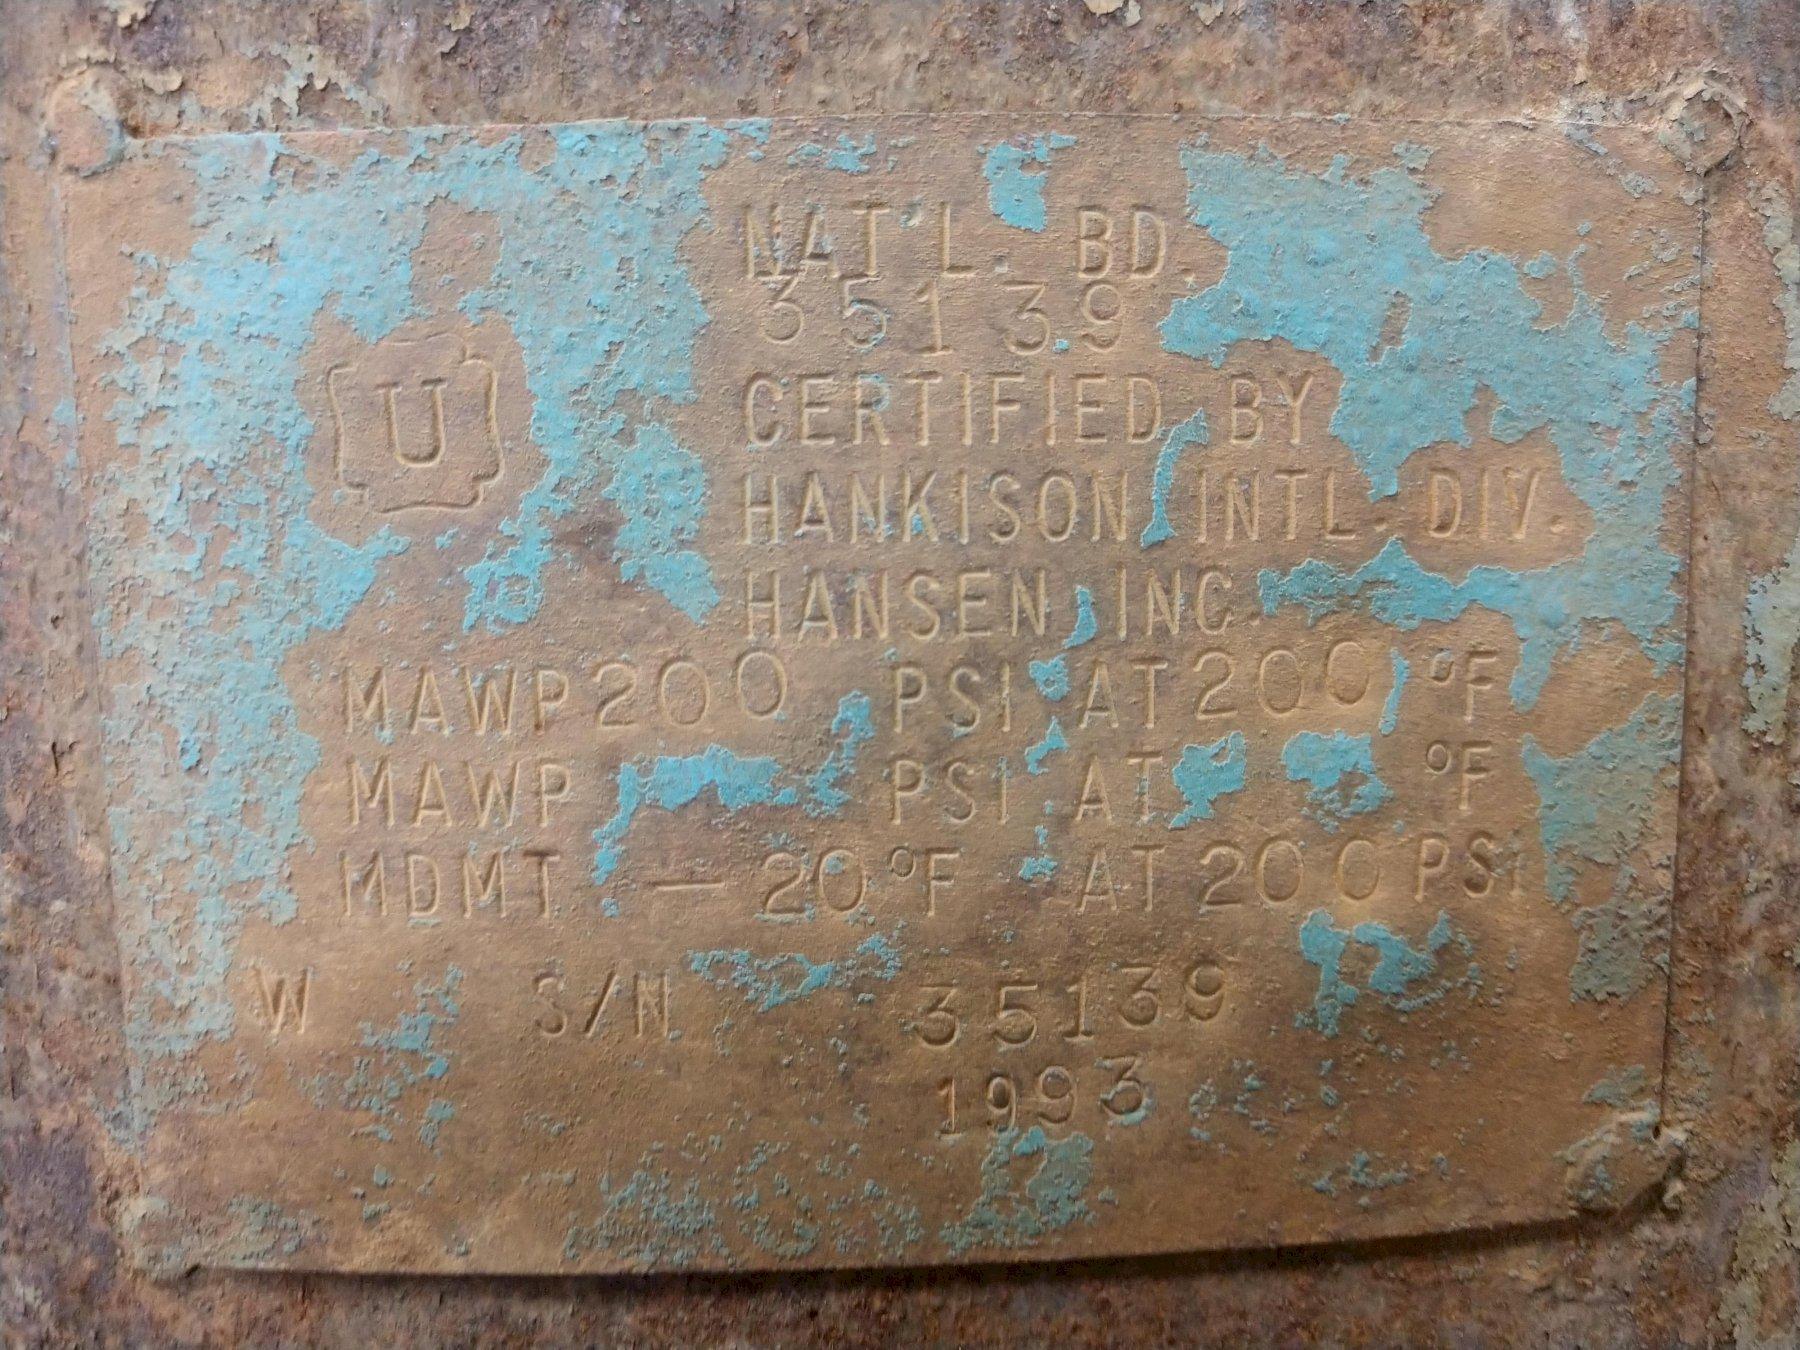 NAT'L. BD.
35139
U
CERTIFIED BY
HANKISON INTL. DIV.
HANSEN INC.
MAWP 200 PSI AT 200 °F
MAWP PSI AT °F
MDMT — 20 °F AT 200 PSI
W S/N 35139
1993